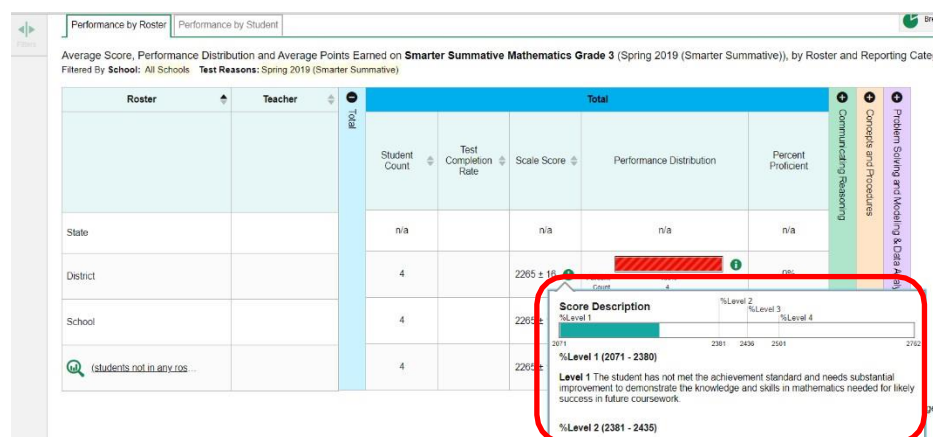 Performance by Roster
Performance by Student
Filters
Average Score, Performance Distribution and Average Points Earned on Smarter Summative Mathematics Grade 3 (Spring 2019 (Smarter Summative)), by Roster and Reporting Cate
Filtered By School: All Schools Test Reasons: Spring 2019 (Smarter Summative)
Roster
Teacher
Total
Total
Student
Count
Test
Completion
Rate
Scale Score
Performance Distribution
Percent
Proficient
Communicating Reasoning
Concepts and Procedures
Problem Solving and Modeling & Data Analy
State
n/a
n/a
n/a
n/a
District
4
2265 ± 16
0%
Count 4
School
4
2265 ±
(students not in any ros...
4
2265 ±
Score Description
%Level 1
%Level 2
%Level 3
%Level 4
2071
2381
2436
2501
2762
%Level 1 (2071 - 2380)
Level 1 The student has not met the achievement standard and needs substantial
improvement to demonstrate the knowledge and skills in mathematics needed for likely
success in future coursework.
%Level 2 (2381 - 2435)